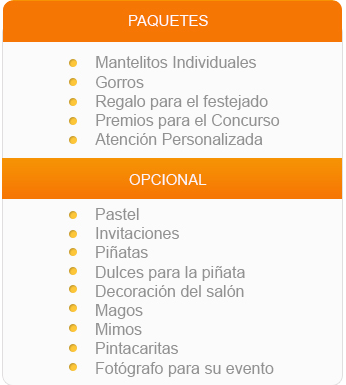 PAQUETES
Mantelitos Individuales
Gorros
Regalo para el festejado
Premios para el Concurso
Atención Personalizada
OPCIONAL
Pastel
Invitaciones
Piñatas
Dulces para la piñata
Decoración del salón
Magos
Mimos
Pintacaritas
Fotógrafo para su evento